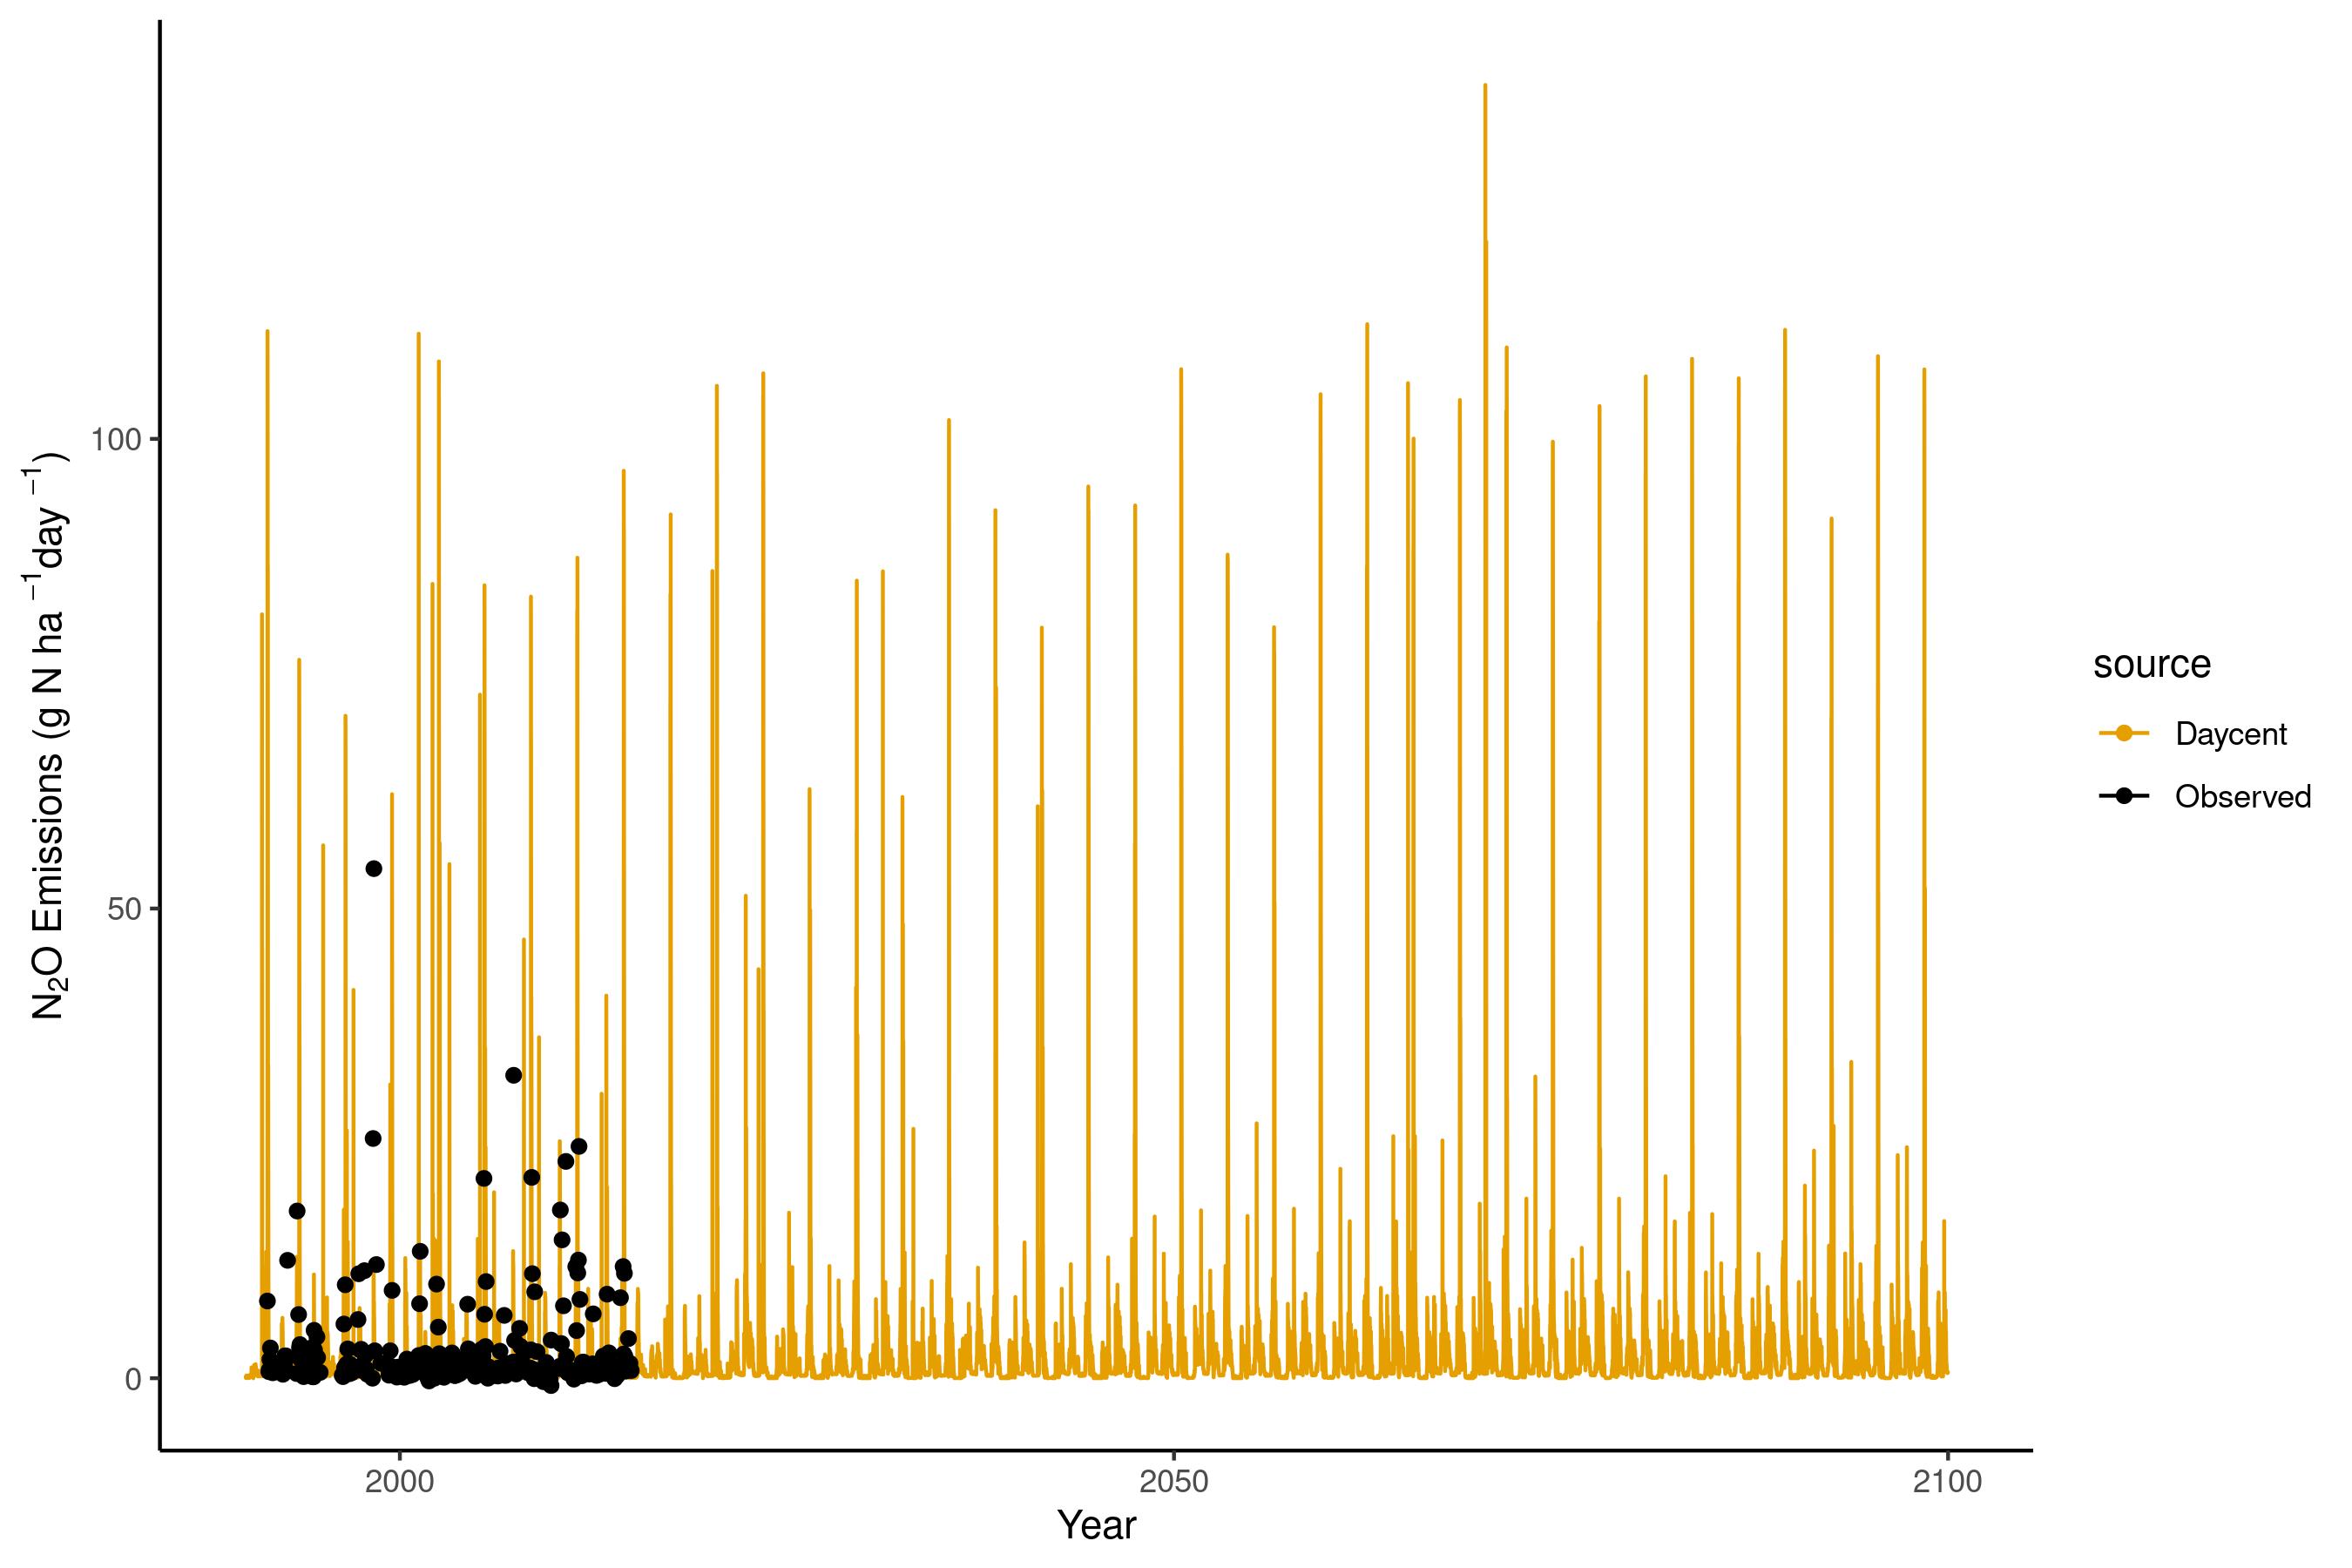 N₂O Emissions (g N ha ⁻¹day ⁻¹)
100
50
0
2000
2050
2100
Year
source
Daycent
Observed